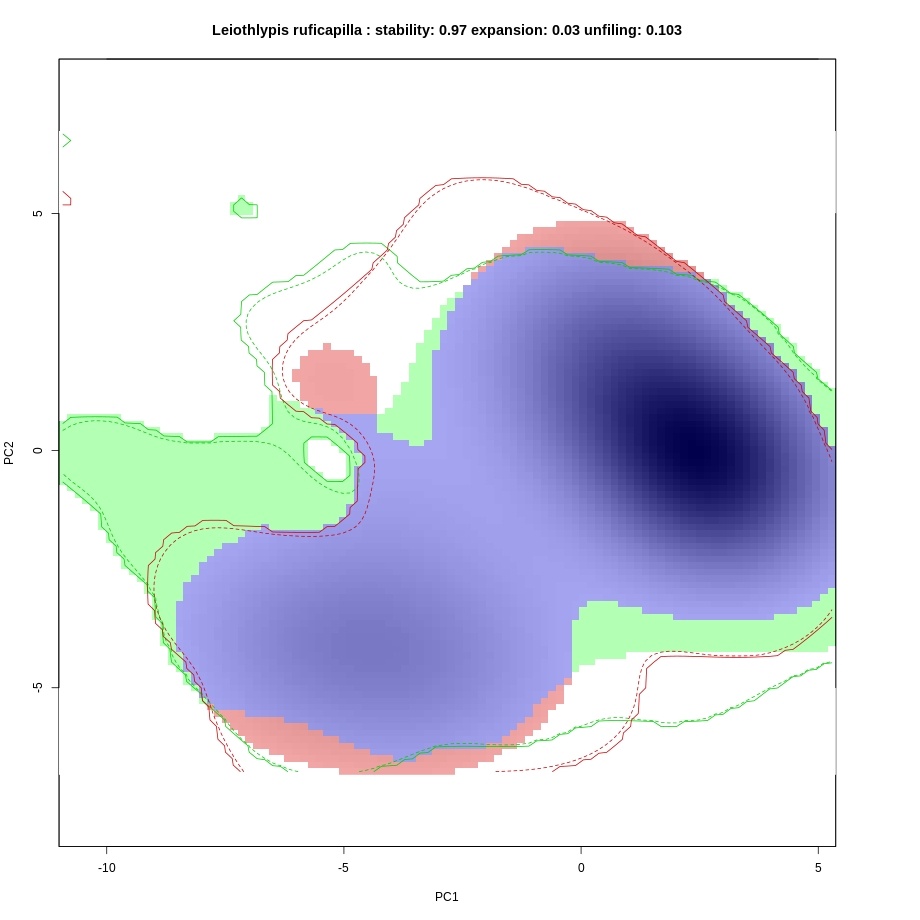 Leiothlypis ruficapilla : stability: 0.97 expansion: 0.03 unfiling: 0.103
PC2
5
0
-5
-10 -5 0 5
PC1